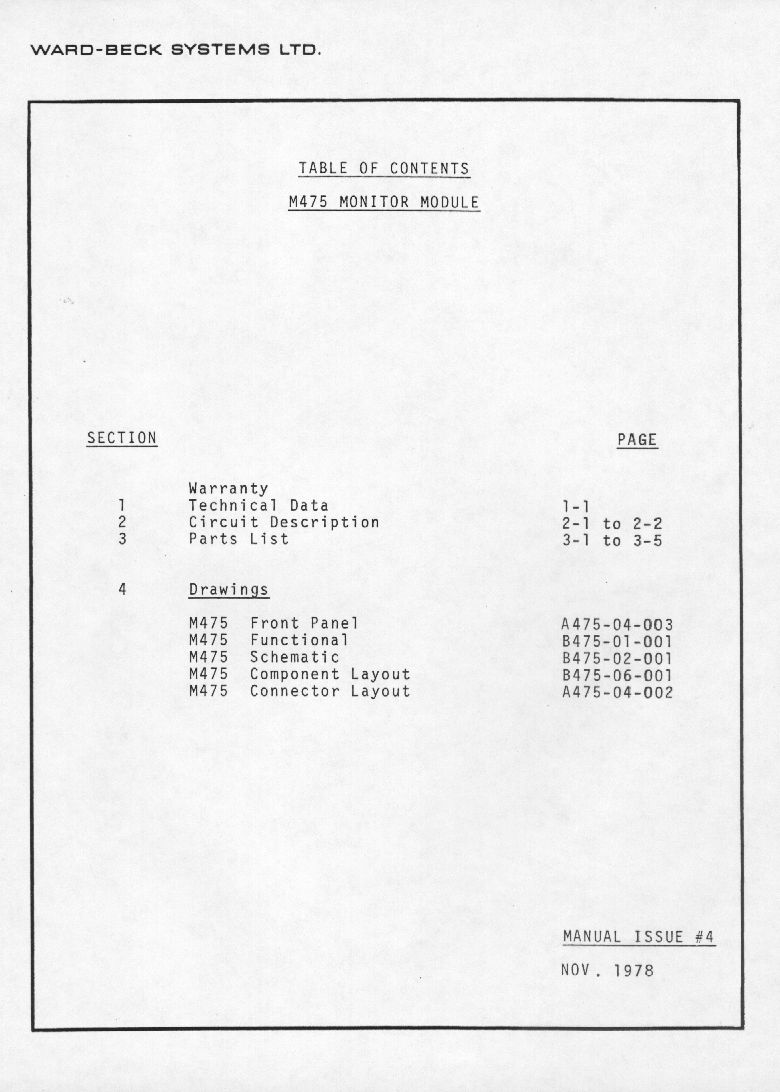 WARD-BECK SYSTEMS LTD.
TABLE OF CONTENTS
M475 MONITOR MODULE
SECTION PAGE
Warranty
1 Technical Data 1-1
2 Circuit Description 2-1 to 2-2
3 Parts List 3-1 to 3-5
4 Drawings
M475 Front Panel A475-04-003
M475 Functional B475-01-001
M475 Schematic B475-02-001
M475 Component Layout B475-06-001
M475 Connector Layout A475-04-002
MANUAL ISSUE #4
NOV. 1978